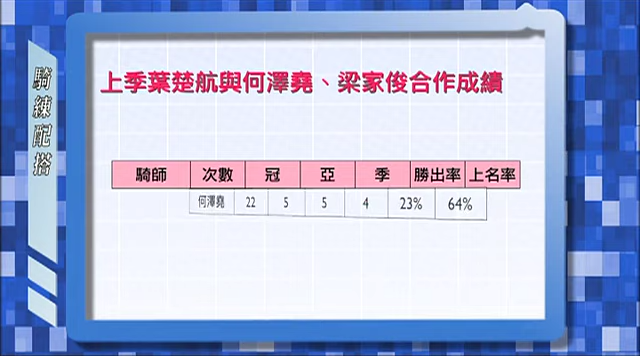 騎練配搭
上季葉楚航與何澤堯、梁家俊合作成績
騎師 次數 冠 亞 季 勝出率 上名率
何澤堯 22 5 5 4 23% 64%